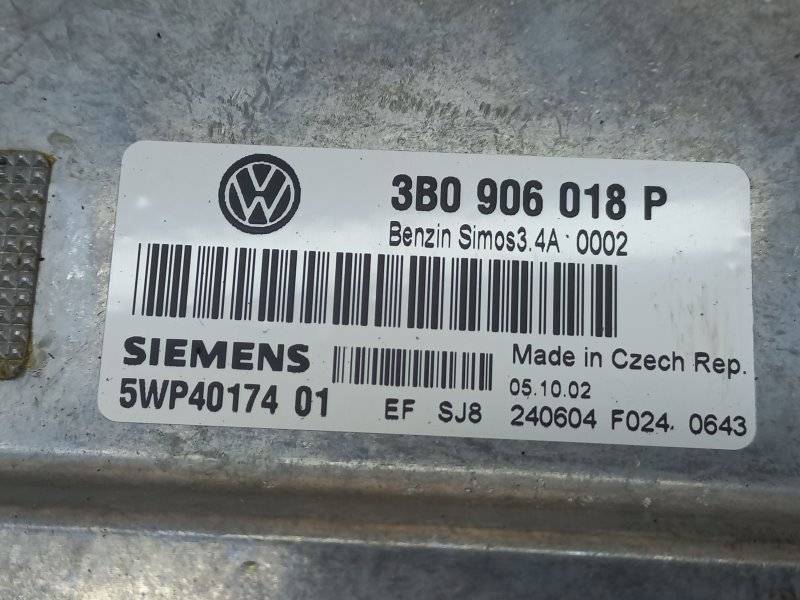 3B0 906 018 P
Benzin Simos3.4A 0002
SIEMENS
Made in Czech Rep.
5WP40174 01
EF SJ8
05.10.02
240604 F024. 0643